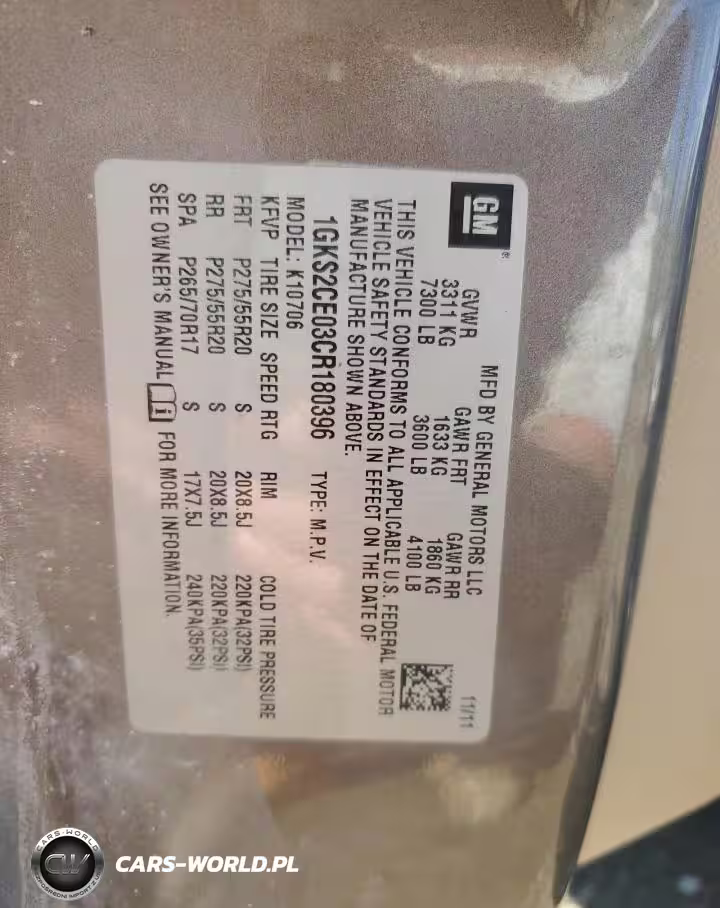 GM®
MFD BY GENERAL MOTORS LLC 11/11
GVWR GAWR FRT GAWR RR
3311 KG 1633 KG 1860 KG
7300 LB 3600 LB 4100 LB
THIS VEHICLE CONFORMS TO ALL APPLICABLE U.S. FEDERAL MOTOR
VEHICLE SAFETY STANDARDS IN EFFECT ON THE DATE OF
MANUFACTURE SHOWN ABOVE.
1GKS2CE03CR180396 TYPE: M.P.V.
MODEL: K10706
KFVP TIRE SIZE SPEED RTG RIM COLD TIRE PRESSURE
FRT P275/55R20 S 20X8.5J 220KPA(32PSI)
RR P275/55R20 S 20X8.5J 220KPA(32PSI)
SPA P265/70R17 S 17X7.5J 240KPA(35PSI)
SEE OWNER'S MANUAL i FOR MORE INFORMATION.
CARS-WORLD
CW
CARS-WORLD.PL